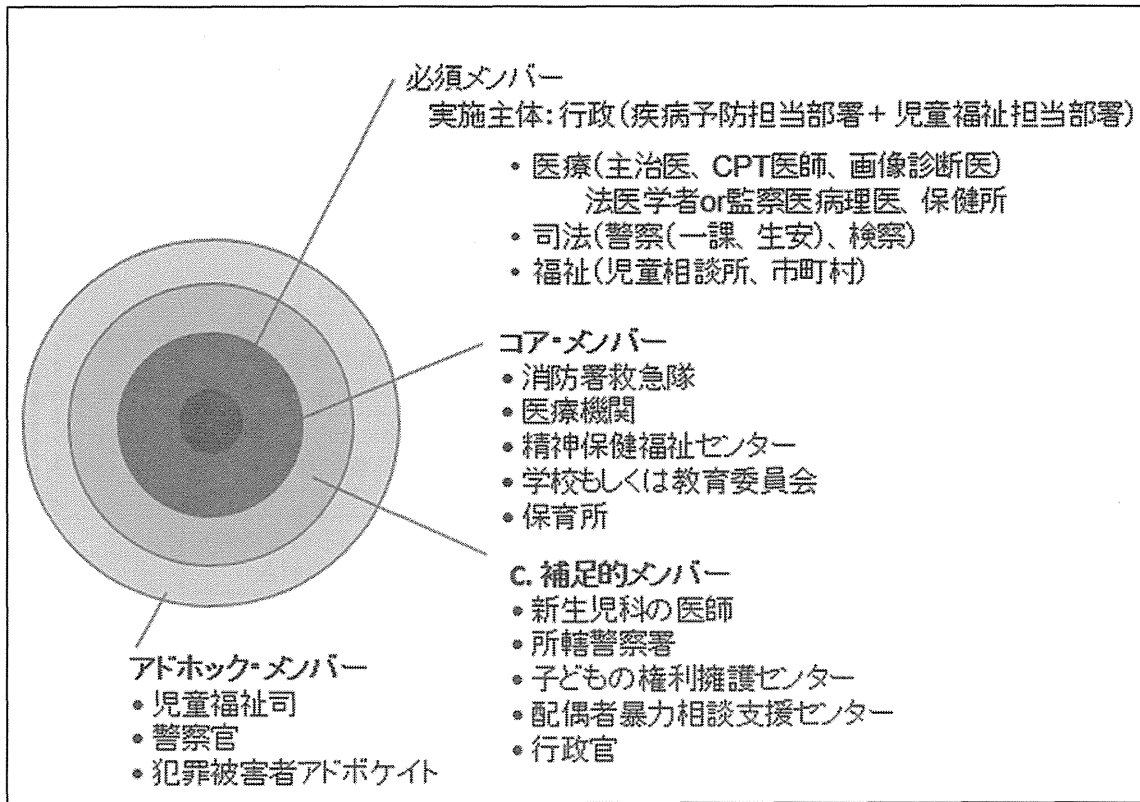 必須メンバー
実施主体：行政（疾病予防担当部署＋児童福祉担当部署）
• 医療（主治医、CPT医師、画像診断医）
法医学者or監察医病理医、保健所
• 司法（警察（一課、生安）、検察）
• 福祉（児童相談所、市町村）
コア・メンバー
• 消防署救急隊
• 医療機関
• 精神保健福祉センター
• 学校もしくは教育委員会
• 保育所
c. 補足的メンバー
• 新生児科の医師
• 所轄警察署
• 子どもの権利擁護センター
• 配偶者暴力相談支援センター
• 行政官
アドホック・メンバー
• 児童福祉司
• 警察官
• 犯罪被害者アドボケイト